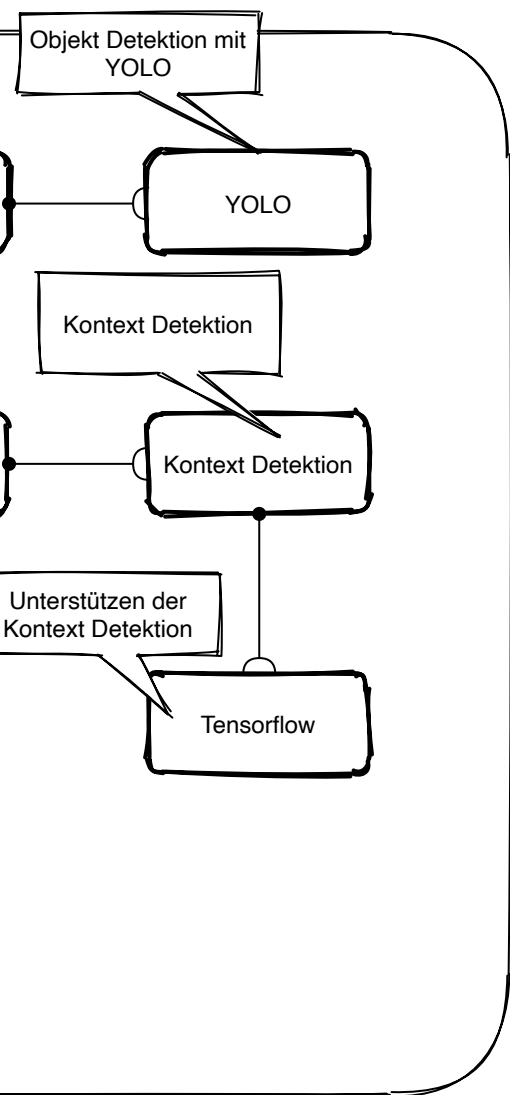 Objekt Detektion mit
YOLO
YOLO
Kontext Detektion
Kontext Detektion
Unterstützen der
Kontext Detektion
Tensorflow